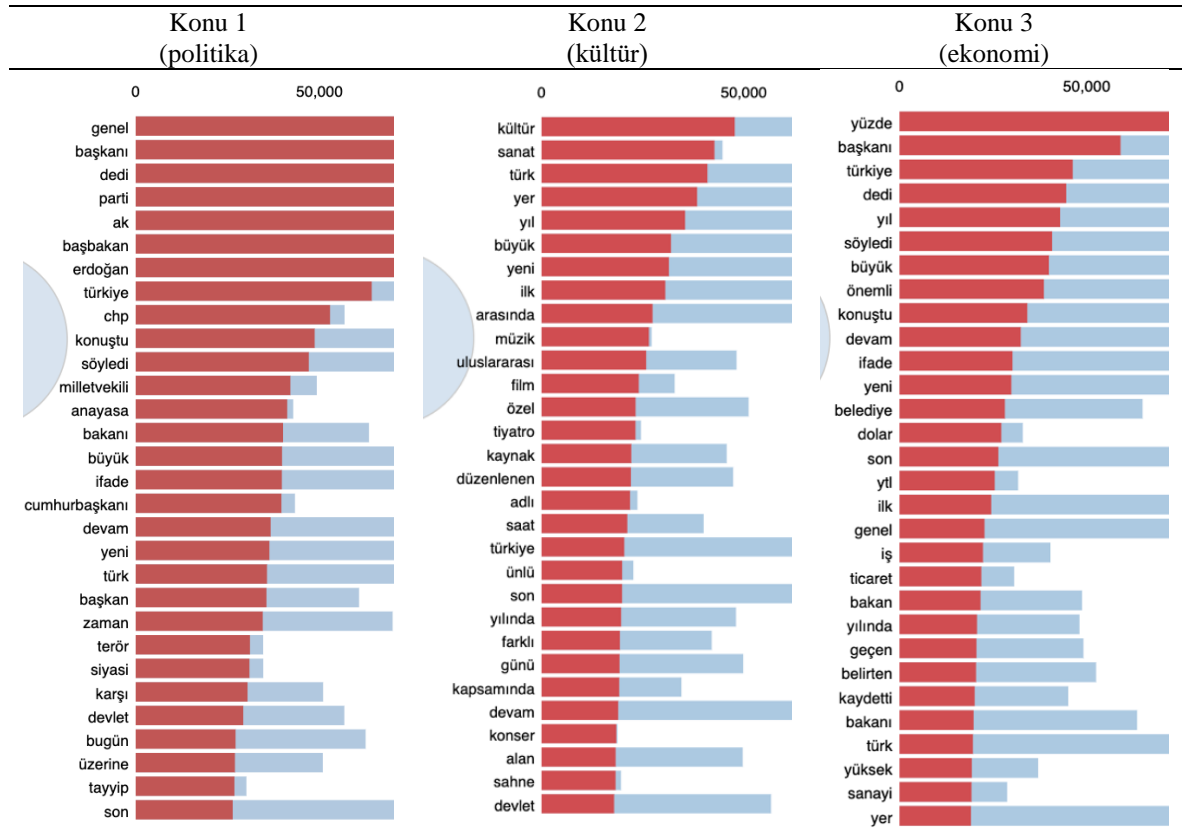 Konu 1
(politika)
Konu 2
(kültür)
Konu 3
(ekonomi)
0 50,000
genel
başkanı
dedi
parti
ak
başbakan
erdoğan
türkiye
chp
konuştu
söyledi
milletvekili
anayasa
bakanı
büyük
ifade
cumhurbaşkanı
devam
yeni
türk
başkan
zaman
terör
siyasi
karşı
devlet
bugün
üzerine
tayyip
son
0 50,000
kültür
sanat
türk
yer
yıl
büyük
yeni
ilk
arasında
müzik
uluslararası
film
özel
tiyatro
kaynak
düzenlenen
adlı
saat
türkiye
ünlü
son
yılında
farklı
günü
kapsamında
devam
konser
alan
sahne
devlet
0 50,000
yüzde
başkanı
türkiye
dedi
yıl
söyledi
büyük
önemli
konuştu
devam
ifade
yeni
belediye
dolar
son
ytl
ilk
genel
iş
ticaret
bakan
yılında
geçen
belirten
kaydetti
bakanı
türk
yüksek
sanayi
yer